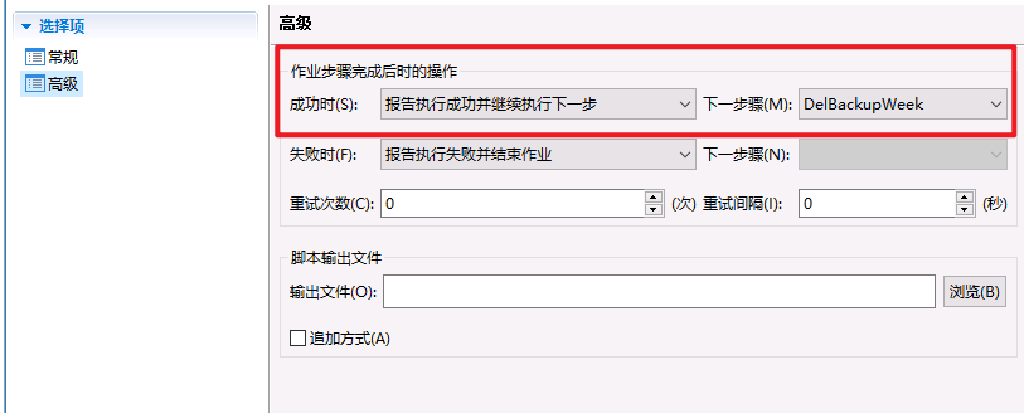 选择项
常规
高级
高级
作业步骤完成后时的操作
成功时(S): 报告执行成功并继续执行下一步 下一步骤(M): DelBackupWeek
失败时(F): 报告执行失败并结束作业 下一步骤(N):
重试次数(C): 0 (次) 重试间隔(I): 0 (秒)
脚本输出文件
输出文件(O): 浏览(B)
追加方式(A)